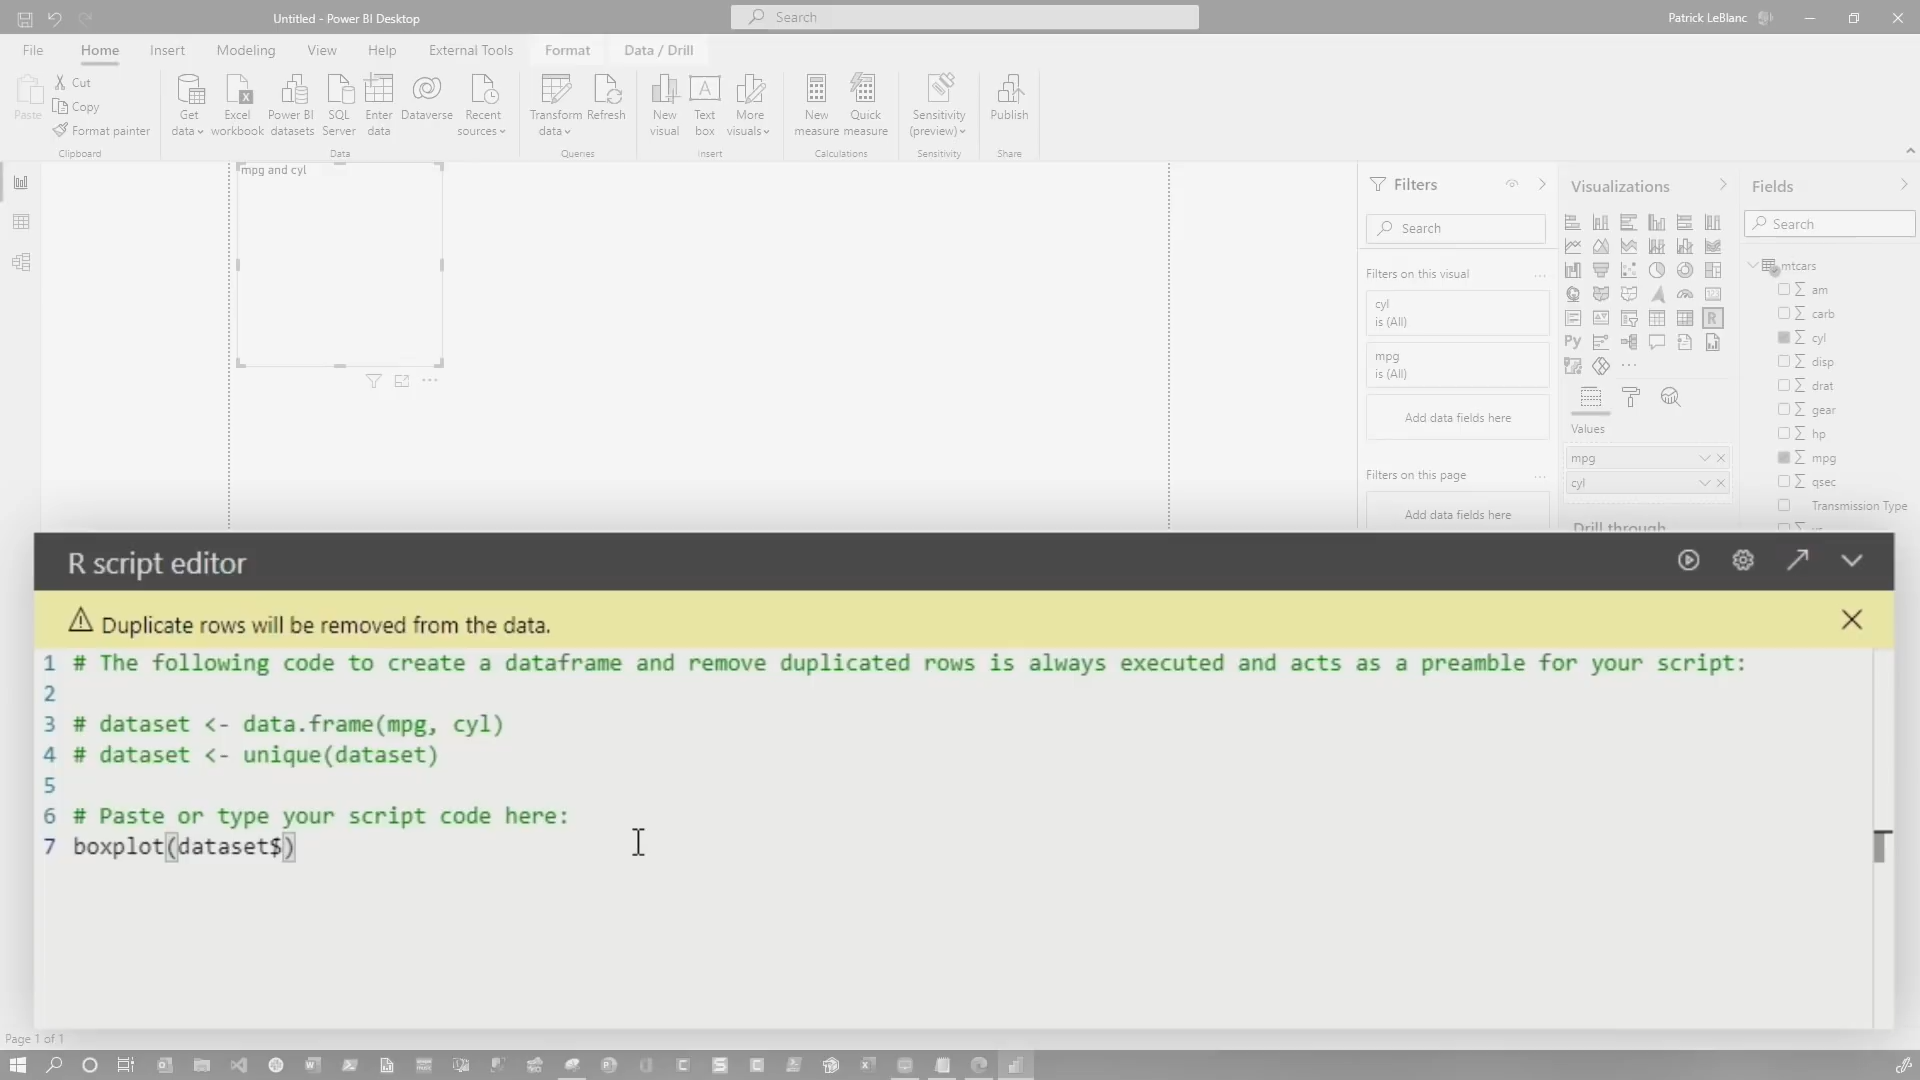 Untitled - Power BI Desktop
Search
Patrick LeBlanc
File
Home
Insert
Modeling
View
Help
External Tools
Format
Data / Drill
Paste
Cut
Copy
Format painter
Clipboard
Get data
Excel workbook
Power BI datasets
SQL Server
Enter data
Dataverse
Recent sources
Data
Transform data
Refresh
Queries
New visual
Text box
More visuals
Insert
New measure
Quick measure
Calculations
Sensitivity (preview)
Sensitivity
Publish
Share
mpg and cyl
Filters
Search
Filters on this visual
cyl
is (All)
mpg
is (All)
Add data fields here
Filters on this page
Add data fields here
Visualizations
R
Py
Values
mpg
cyl
Drill through
Fields
Search
mtcars
am
carb
cyl
disp
drat
gear
hp
mpg
qsec
Transmission Type
R script editor
Duplicate rows will be removed from the data.
1 # The following code to create a dataframe and remove duplicated rows is always executed and acts as a preamble for your script:
2
3 # dataset <- data.frame(mpg, cyl)
4 # dataset <- unique(dataset)
5
6 # Paste or type your script code here:
7 boxplot(dataset$)
Page 1 of 1